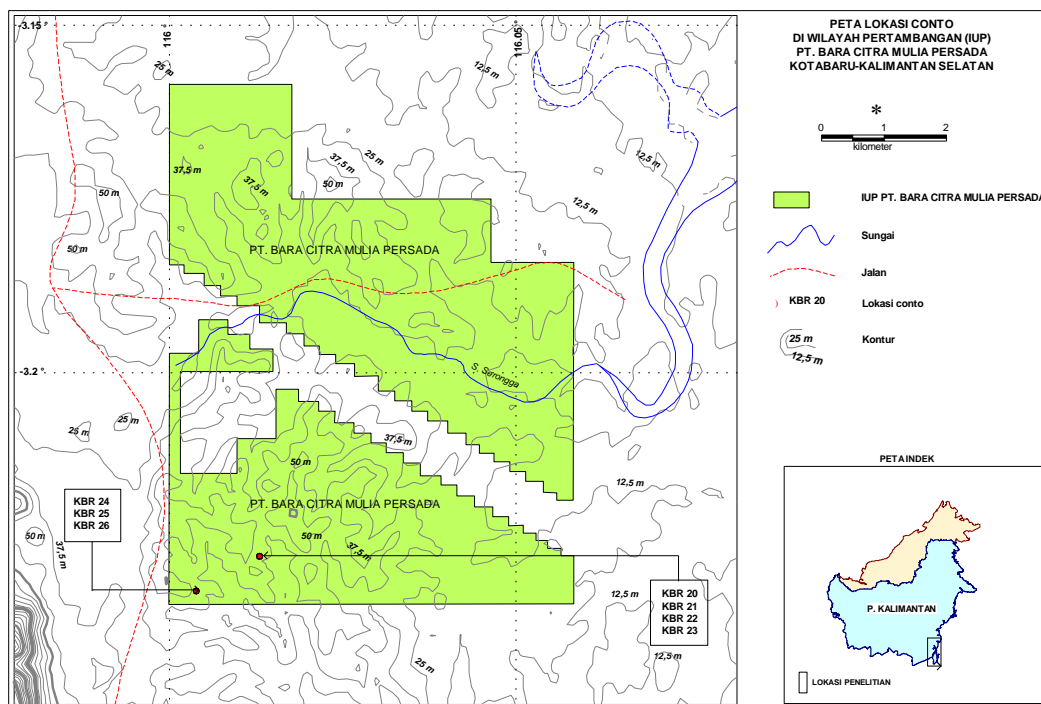 PETA LOKASI CONTO
DI WILAYAH PERTAMBANGAN (IUP)
PT. BARA CITRA MULIA PERSADA
KOTABARU-KALIMANTAN SELATAN
*
0 1 2
kilometer
IUP PT. BARA CITRA MULIA PERSADA
Sungai
Jalan
KBR 20
Lokasi conto
25 m
12,5 m
Kontur
PETA INDEK
P. KALIMANTAN
LOKASI PENELITIAN
-3.15
116
116.05
25 m
12,5 m
12,5 m
25 m
37,5 m
37,5 m
37,5 m
50 m
50 m
12,5 m
50 m
PT. BARA CITRA MULIA PERSADA
-3.2 °
S. Serongga
25 m
25 m
37,5 m
50 m
12,5 m
KBR 24
KBR 25
KBR 26
PT. BARA CITRA MULIA PERSADA
50 m
50 m
37,5 m
37,5 m
KBR 20
KBR 21
KBR 22
KBR 23
12,5 m
25 m
12,5 m